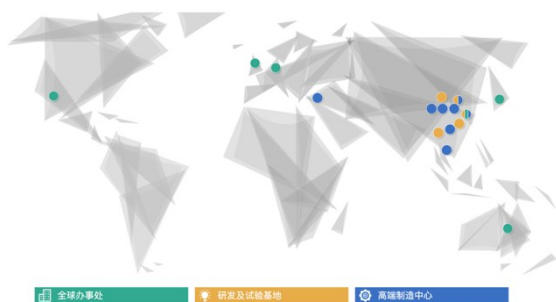 全球办事处
研发及试验基地
高端制造中心